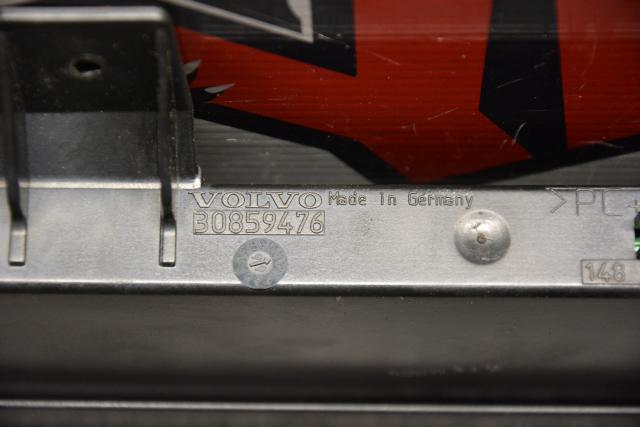 VOLVO Made in Germany
30859476
>PC+
148